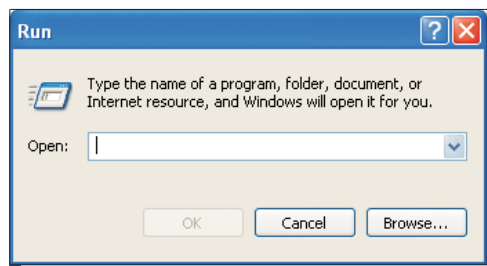 Run
Type the name of a program, folder, document, or
Internet resource, and Windows will open it for you.
Open:
OK Cancel Browse...